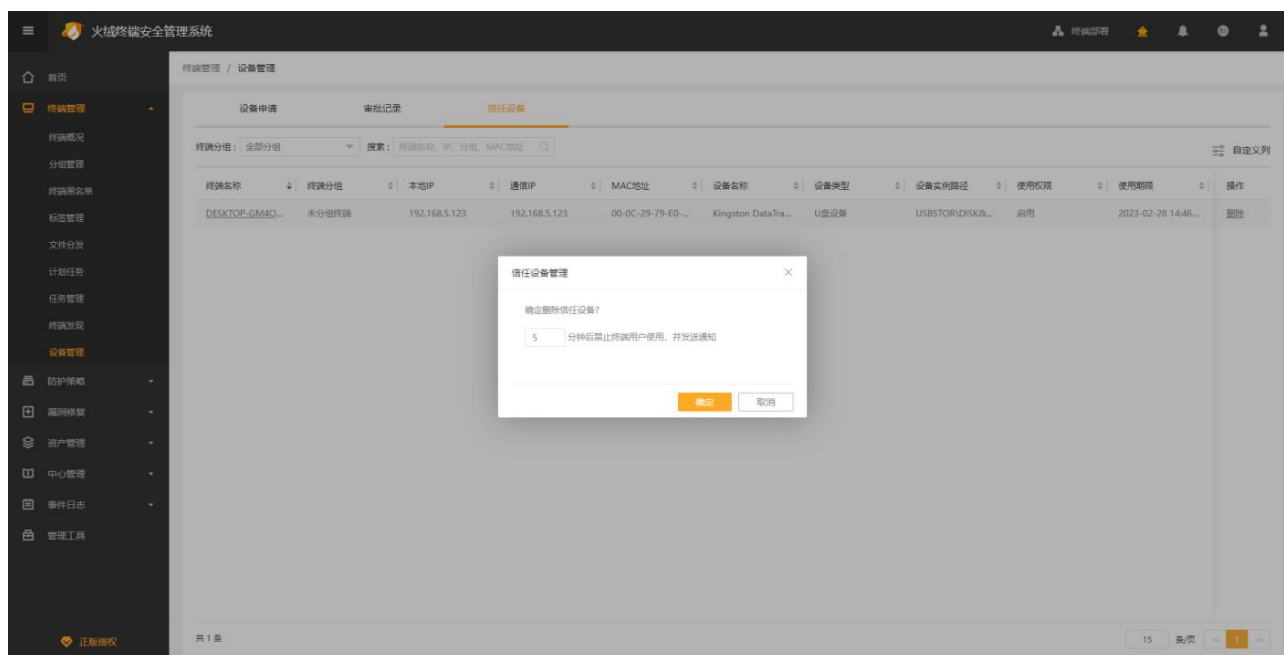 火绒终端安全管理系统
终端部署
首页
终端管理 / 设备管理
终端管理
终端概况
分组管理
终端黑名单
标签管理
文件分发
计划任务
任务管理
终端发现
设备管理
防护策略
漏洞修复
资产管理
中心管理
事件日志
管理工具
正版授权
设备申请 审批记录 信任设备
终端分组: 全部分组 搜索: 终端名称, IP, 分组, MAC地址 自定义列
终端名称 终端分组 本地IP 通信IP MAC地址 设备名称 设备类型 设备实例路径 使用权限 使用期限 操作
DESKTOP-GM4O... 未分组终端 192.168.5.123 192.168.5.123 00-0C-29-79-E0-... Kingston DataTra... U盘设备 USBSTOR\DISK&... 启用 2023-02-28 14:46... 删除
信任设备管理
确定删除信任设备?
5 分钟后禁止终端用户使用，并发送通知
确定 取消
共 1 条
15 条/页 1